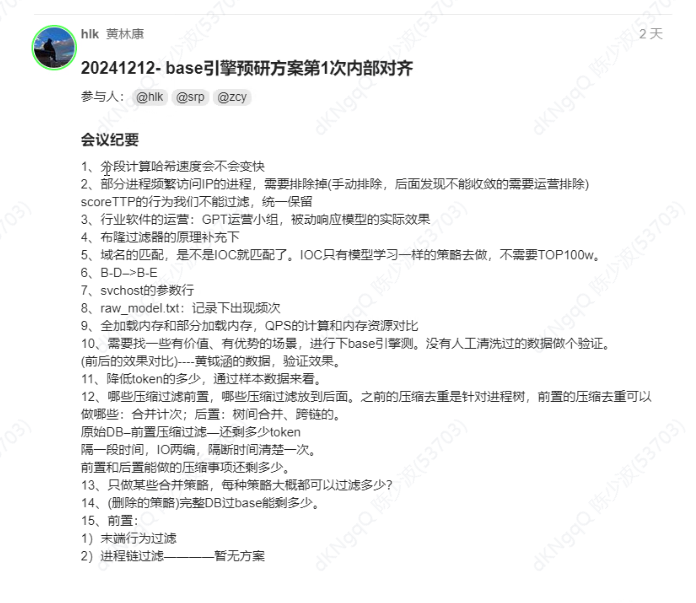 hlk 黄林康
2 天
20241212- base引擎预研方案第1次内部对齐
参与人： @hlk @srp @zcy
会议纪要
1、分段计算哈希速度会不会变快
2、部分进程频繁访问IP的进程，需要排除掉(手动排除，后面发现不能收敛的需要运营排除)
scoreTTP的行为我们不能过滤，统一保留
3、行业软件的运营：GPT运营小组，被动响应模型的实际效果
4、布隆过滤器的原理补充下
5、域名的匹配，是不是IOC就匹配了。IOC只有模型学习一样的策略去做，不需要TOP100w。
6、B-D–>B-E
7、svchost的参数行
8、raw_model.txt：记录下出现频次
9、全加载内存和部分加载内存，QPS的计算和内存资源对比
10、需要找一些有价值、有优势的场景，进行下base引擎测。没有人工清洗过的数据做个验证。
(前后的效果对比)----黄钺涵的数据，验证效果。
11、降低token的多少，通过样本数据来看。
12、哪些压缩过滤前置，哪些压缩过滤放到后面。之前的压缩去重是针对进程树，前置的压缩去重可以
做哪些：合并计次；后置：树间合并、跨链的。
原始DB–前置压缩过滤—还剩多少token
隔一段时间，IO两编，隔断时间清楚一次。
前置和后置能做的压缩事项还剩多少。
13、只做某些合并策略，每种策略大概都可以过滤多少？
14、(删除的策略)完整DB过base能剩多少。
15、前置：
1）末端行为过滤
2）进程链过滤————暂无方案
dKNgqQ 陈少波(53703)